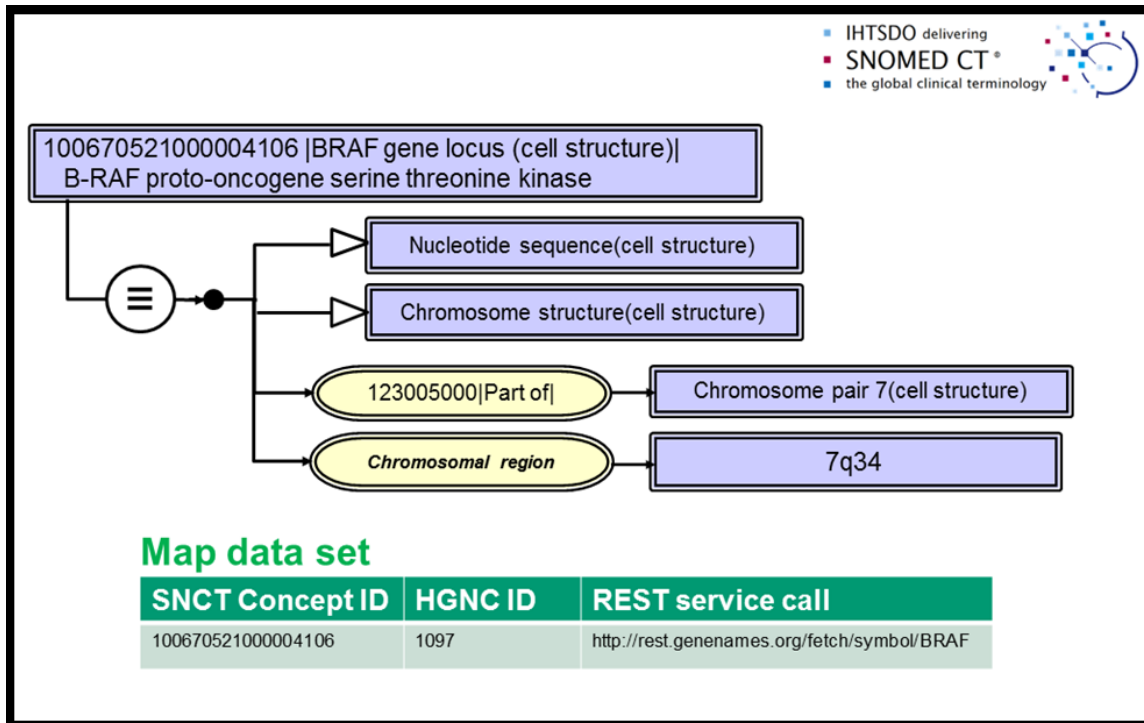 IHTSDO delivering
SNOMED CT ®
the global clinical terminology
100670521000004106 |BRAF gene locus (cell structure)|
B-RAF proto-oncogene serine threonine kinase
Nucleotide sequence(cell structure)
Chromosome structure(cell structure)
123005000|Part of|
Chromosome pair 7(cell structure)
Chromosomal region
7q34
Map data set
SNCT Concept ID HGNC ID REST service call
100670521000004106 1097 http://rest.genenames.org/fetch/symbol/BRAF